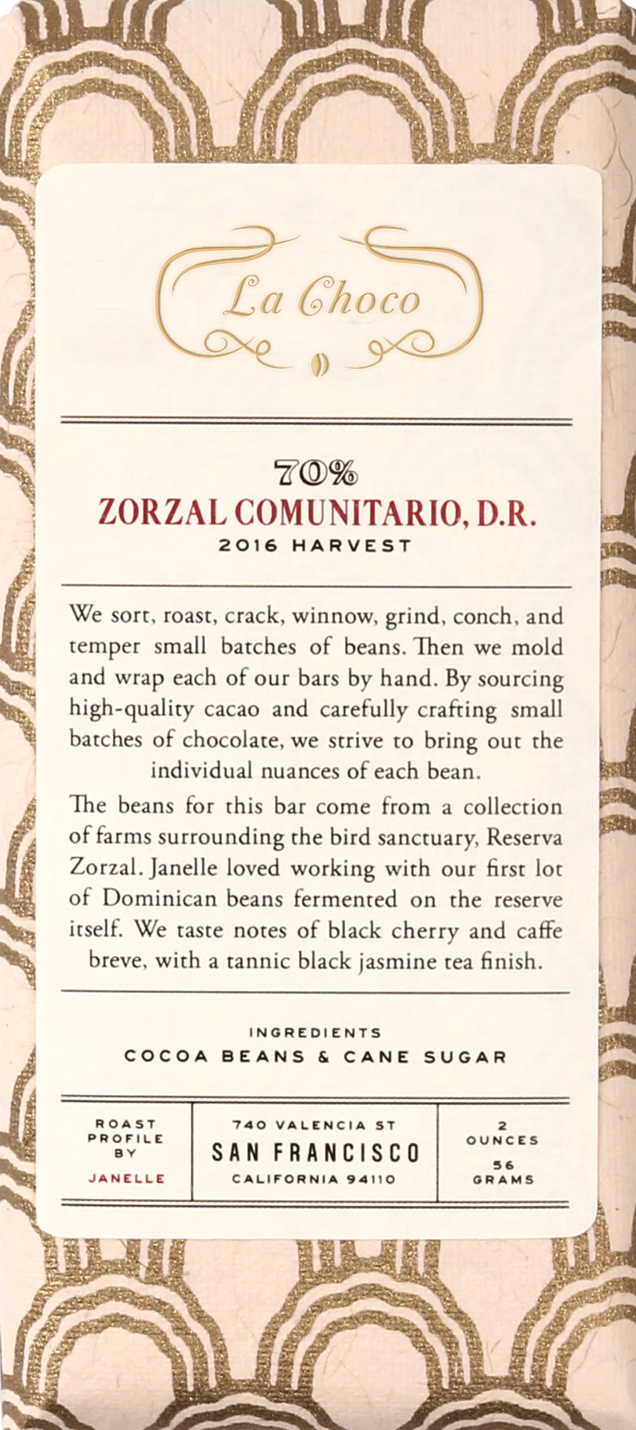 La Choco
70%
ZORZAL COMUNITARIO, D.R.
2016 HARVEST
We sort, roast, crack, winnow, grind, conch, and
temper small batches of beans. Then we mold
and wrap each of our bars by hand. By sourcing
high-quality cacao and carefully crafting small
batches of chocolate, we strive to bring out the
individual nuances of each bean.
The beans for this bar come from a collection
of farms surrounding the bird sanctuary, Reserva
Zorzal. Janelle loved working with our first lot
of Dominican beans fermented on the reserve
itself. We taste notes of black cherry and caffe
breve, with a tannic black jasmine tea finish.
INGREDIENTS
COCOA BEANS & CANE SUGAR
ROAST
PROFILE
BY
JANELLE
740 VALENCIA ST
SAN FRANCISCO
CALIFORNIA 94110
2
OUNCES
56
GRAMS